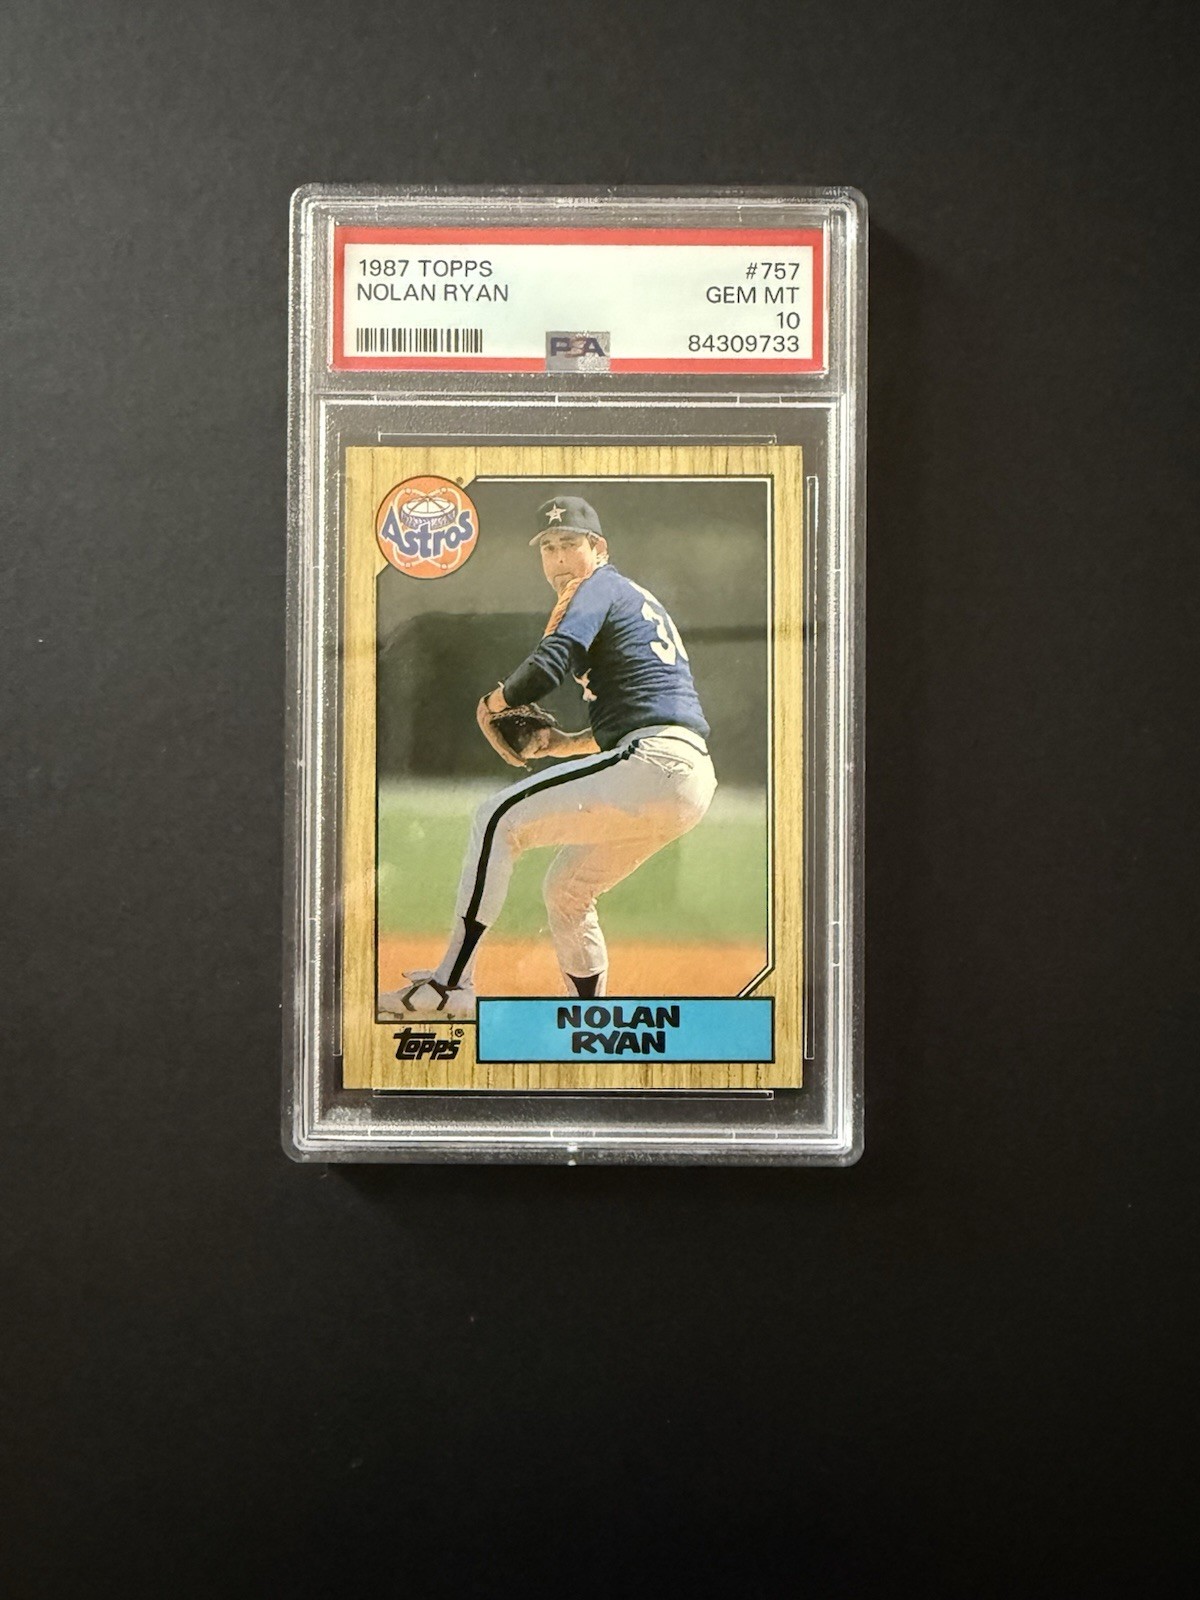 1987 TOPPS #757
NOLAN RYAN GEM MT
10
PSA 84309733
Astros
NOLAN
RYAN
Topps®